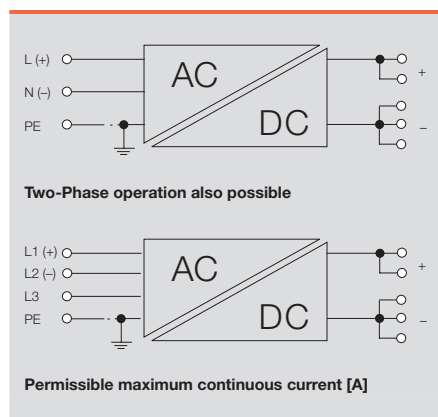 L (+)
N (–)
PE
AC
DC
+
–
Two-Phase operation also possible
L1 (+)
L2 (–)
L3
PE
AC
DC
+
–
Permissible maximum continuous current [A]